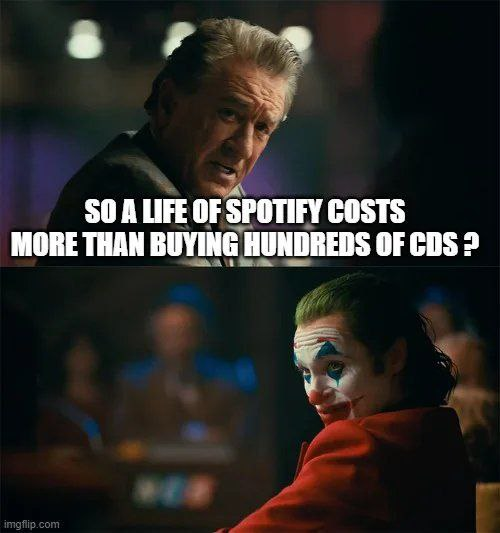 SO A LIFE OF SPOTIFY COSTS
MORE THAN BUYING HUNDREDS OF CDS ?
imgflip.com